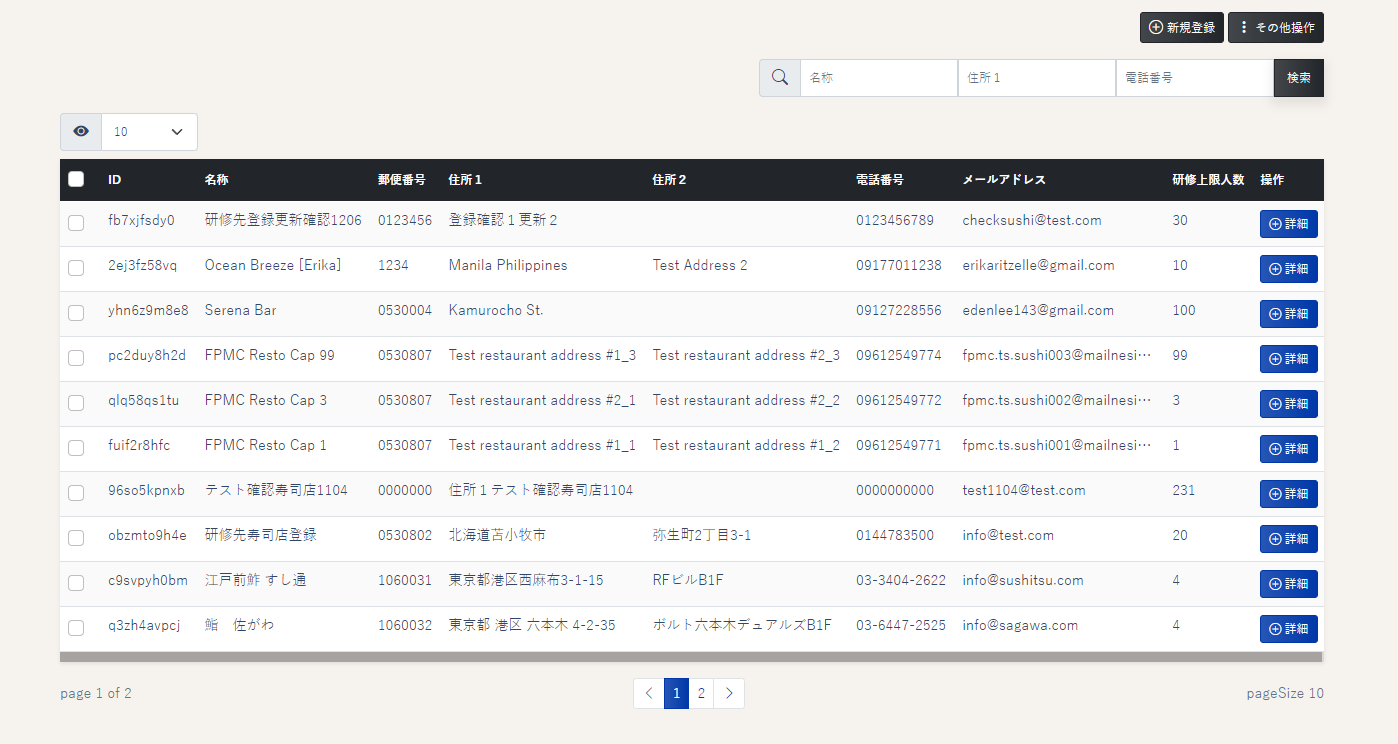 新規登録 その他操作
名称 住所１ 電話番号 検索
10
ID 名称 郵便番号 住所１ 住所２ 電話番号 メールアドレス 研修上限人数 操作
fb7xjfsdy0 研修先登録更新確認1206 0123456 登録確認１更新２ 0123456789 checksushi@test.com 30 詳細
2ej3fz58vq Ocean Breeze [Erika] 1234 Manila Philippines Test Address 2 09177011238 erikaritzelle@gmail.com 10 詳細
yhn6z9m8e8 Serena Bar 0530004 Kamurocho St. 09127228556 edenlee143@gmail.com 100 詳細
pc2duy8h2d FPMC Resto Cap 99 0530807 Test restaurant address #1_3 Test restaurant address #2_3 09612549774 fpmc.ts.sushi003@mailnesi… 99 詳細
qlq58qs1tu FPMC Resto Cap 3 0530807 Test restaurant address #2_1 Test restaurant address #2_2 09612549772 fpmc.ts.sushi002@mailnesi… 3 詳細
fuif2r8hfc FPMC Resto Cap 1 0530807 Test restaurant address #1_1 Test restaurant address #1_2 09612549771 fpmc.ts.sushi001@mailnesi… 1 詳細
96so5kpnxb テスト確認寿司店1104 0000000 住所１テスト確認寿司店1104 0000000000 test1104@test.com 231 詳細
obzmto9h4e 研修先寿司店登録 0530802 北海道苫小牧市 弥生町2丁目3-1 0144783500 info@test.com 20 詳細
c9svpyh0bm 江戸前鮓 すし通 1060031 東京都港区西麻布3-1-15 RFビルB1F 03-3404-2622 info@sushitsu.com 4 詳細
q3zh4avpcj 鮨　佐がわ 1060032 東京都 港区 六本木 4-2-35 ボルト六本木デュアルズB1F 03-6447-2525 info@sagawa.com 4 詳細
page 1 of 2 1 2 pageSize 10